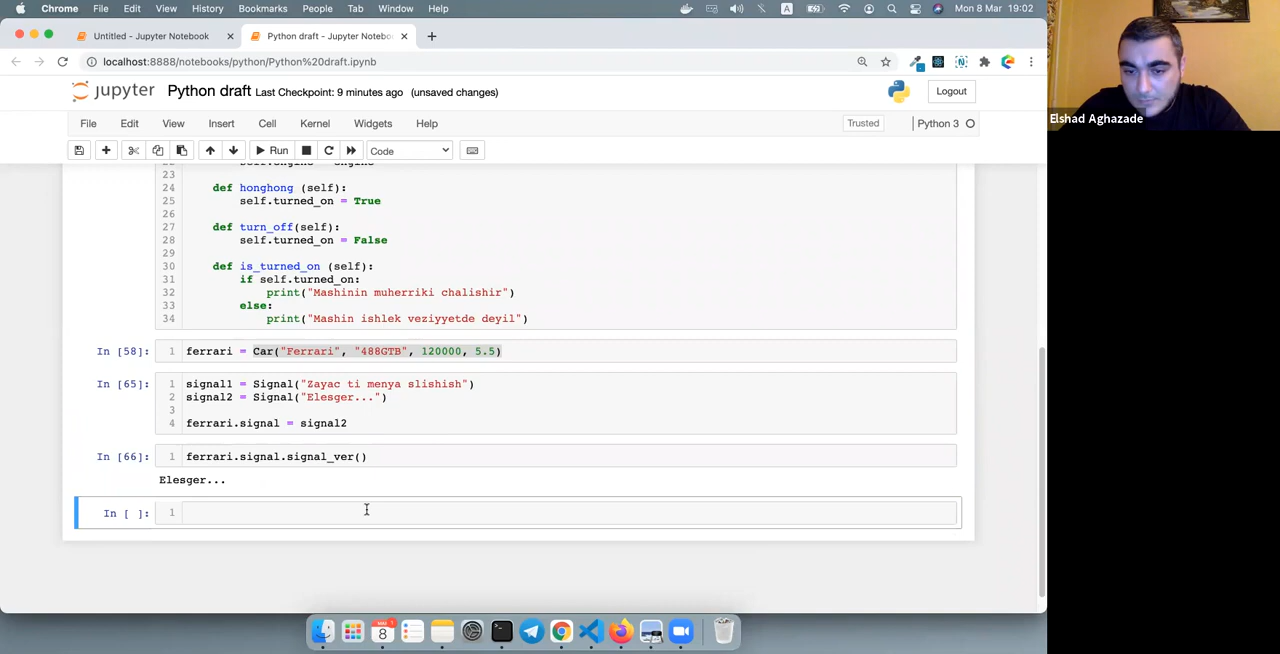 Chrome File Edit View History Bookmarks People Tab Window Help
A
Mon 8 Mar 19:02
Untitled - Jupyter Notebook
Python draft - Jupyter Notebo
localhost:8888/notebooks/python/Python%20draft.ipynb
jupyter Python draft Last Checkpoint: 9 minutes ago (unsaved changes)
Logout
File Edit View Insert Cell Kernel Widgets Help
Trusted
Python 3
Run
Code
23
24 def honghong (self):
25 self.turned_on = True
26
27 def turn_off(self):
28 self.turned_on = False
29
30 def is_turned_on (self):
31 if self.turned_on:
32 print("Mashinin muherriki chalishir")
33 else:
34 print("Mashin ishlek veziyyetde deyil")
In [58]: 1 ferrari = Car("Ferrari", "488GTB", 120000, 5.5)
In [65]: 1 signal1 = Signal("Zayac ti menya slishish")
2 signal2 = Signal("Elesger...")
3
4 ferrari.signal = signal2
In [66]: 1 ferrari.signal.signal_ver()
Elesger...
In [ ]: 1
8
Elshad Aghazade